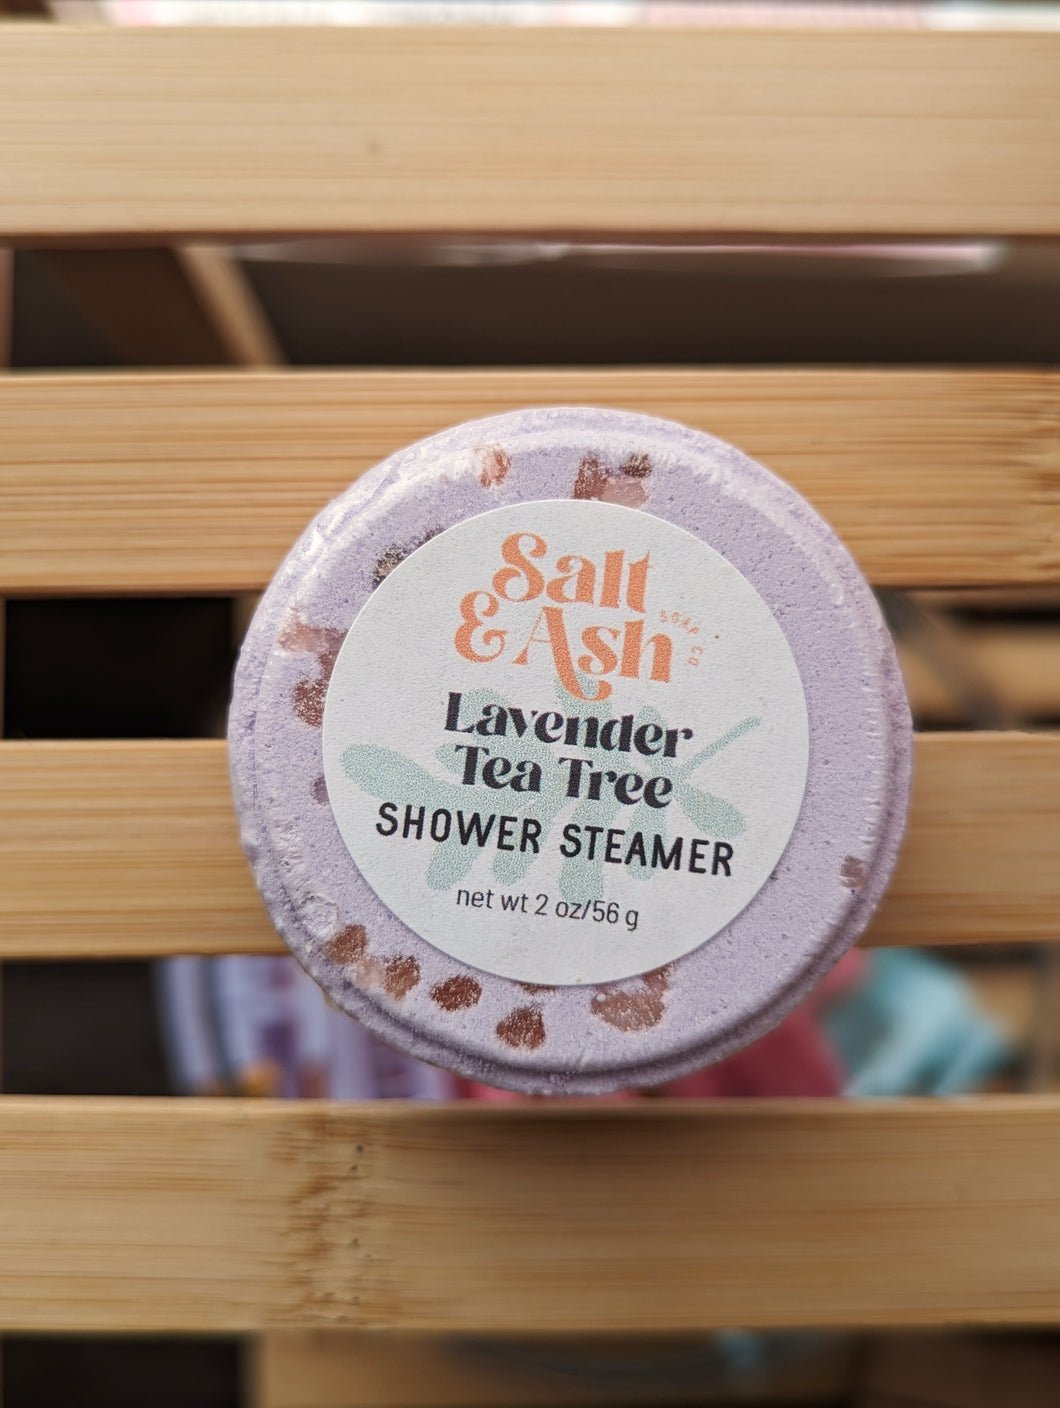 Salt
& Ash
SOAP CO
Lavender
Tea Tree
SHOWER STEAMER
net wt 2 oz/56 g